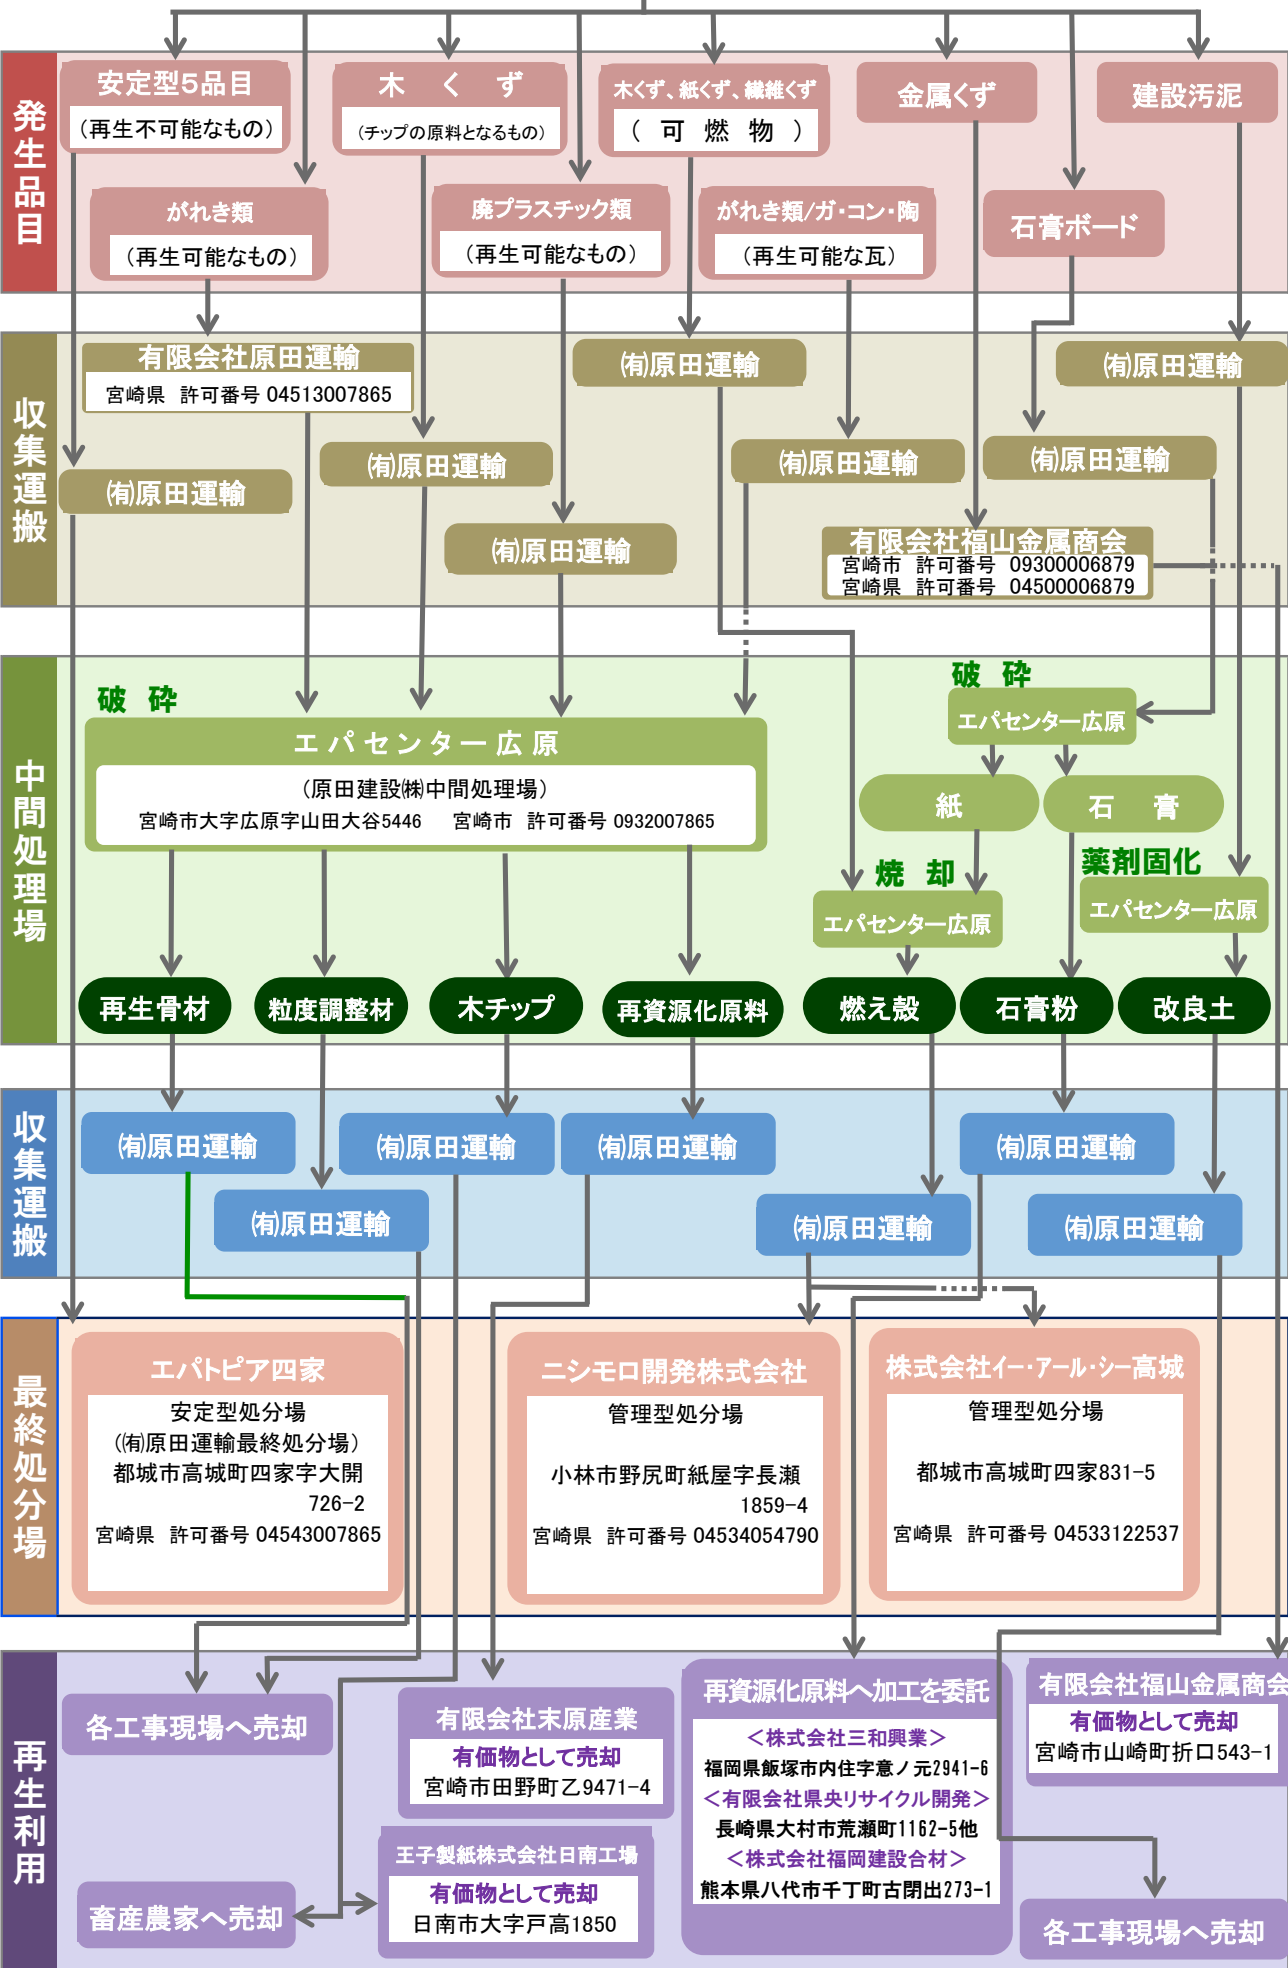 発生品目
安定型5品目
(再生不可能なもの)
木くず
(チップの原料となるもの)
木くず、紙くず、繊維くず
(可燃物)
金属くず
建設汚泥
がれき類
(再生可能なもの)
廃プラスチック類
(再生可能なもの)
がれき類/ガ・コン・陶
(再生可能な瓦)
石膏ボード
収集運搬
有限会社原田運輸
宮崎県 許可番号 04513007865
㈲原田運輸
㈲原田運輸
㈲原田運輸
㈲原田運輸
㈲原田運輸
㈲原田運輸
㈲原田運輸
有限会社福山金属商会
宮崎市 許可番号 09300006879
宮崎県 許可番号 04500006879
中間処理場
破 砕
エパセンター広原
(原田建設㈱中間処理場)
宮崎市大字広原字山田大谷5446 宮崎市 許可番号 0932007865
破 砕
エパセンター広原
紙
石 膏
焼 却
エパセンター広原
薬剤固化
エパセンター広原
再生骨材
粒度調整材
木チップ
再資源化原料
燃え殻
石膏粉
改良土
収集運搬
㈲原田運輸
㈲原田運輸
㈲原田運輸
㈲原田運輸
㈲原田運輸
㈲原田運輸
㈲原田運輸
最終処分場
エパトピア四家
安定型処分場
(㈲原田運輸最終処分場)
都城市高城町四家字大開
726-2
宮崎県 許可番号 04543007865
ニシモロ開発株式会社
管理型処分場
小林市野尻町紙屋字長瀬
1859-4
宮崎県 許可番号 04534054790
株式会社イー・アール・シー高城
管理型処分場
都城市高城町四家831-5
宮崎県 許可番号 04533122537
再生利用
各工事現場へ売却
有限会社末原産業
有価物として売却
宮崎市田野町乙9471-4
再資源化原料へ加工を委託
<株式会社三和興業>
福岡県飯塚市内住字意ノ元2941-6
<有限会社県央リサイクル開発>
長崎県大村市荒瀬町1162-5他
<株式会社福岡建設合材>
熊本県八代市千丁町古閉出273-1
有限会社福山金属商会
有価物として売却
宮崎市山崎町折口543-1
畜産農家へ売却
王子製紙株式会社日南工場
有価物として売却
日南市大字戸高1850
各工事現場へ売却